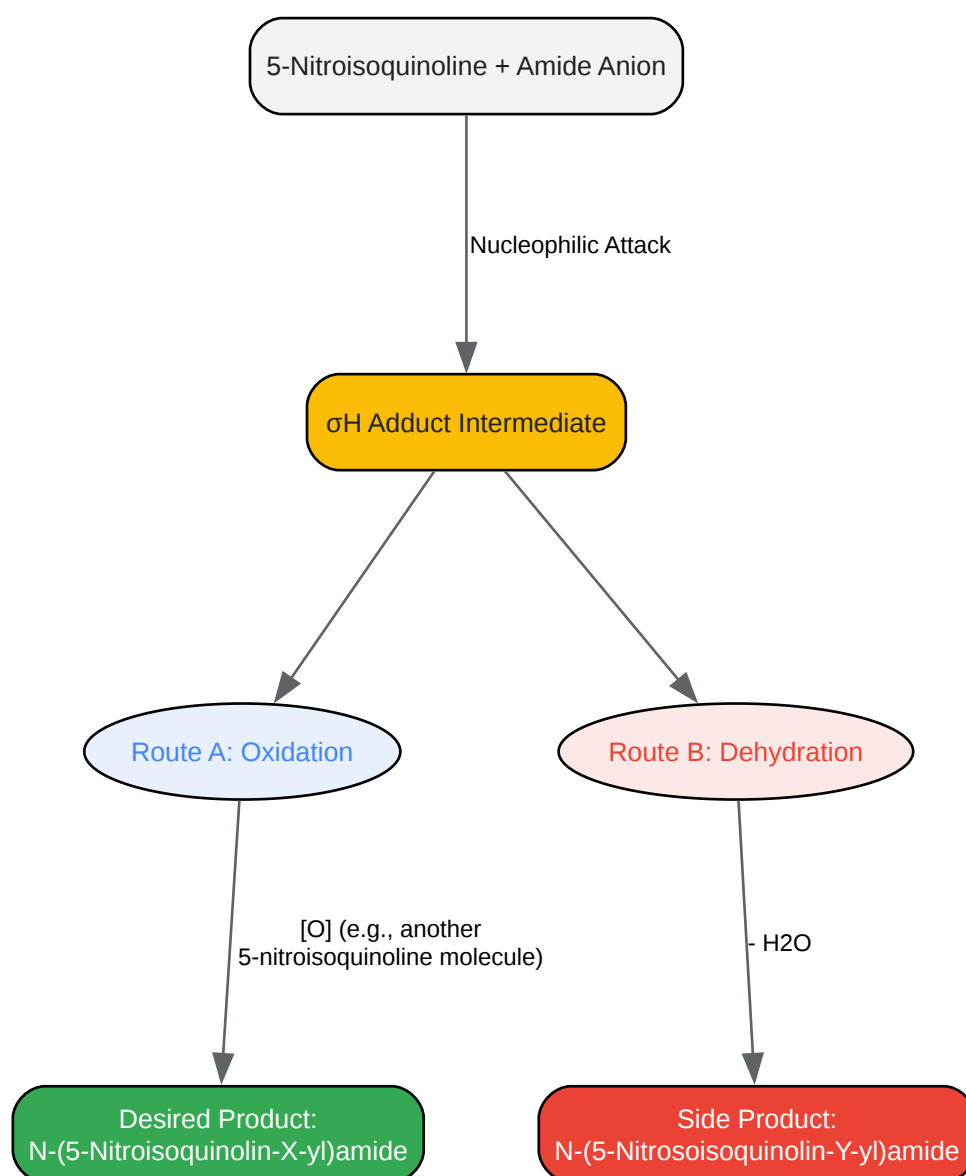 5-Nitroisoquinoline + Amide Anion
Nucleophilic Attack
σH Adduct Intermediate
Route A: Oxidation
Route B: Dehydration
[O] (e.g., another
5-nitroisoquinoline molecule)
- H2O
Desired Product:
N-(5-Nitroisoquinolin-X-yl)amide
Side Product:
N-(5-Nitrosoisoquinolin-Y-yl)amide